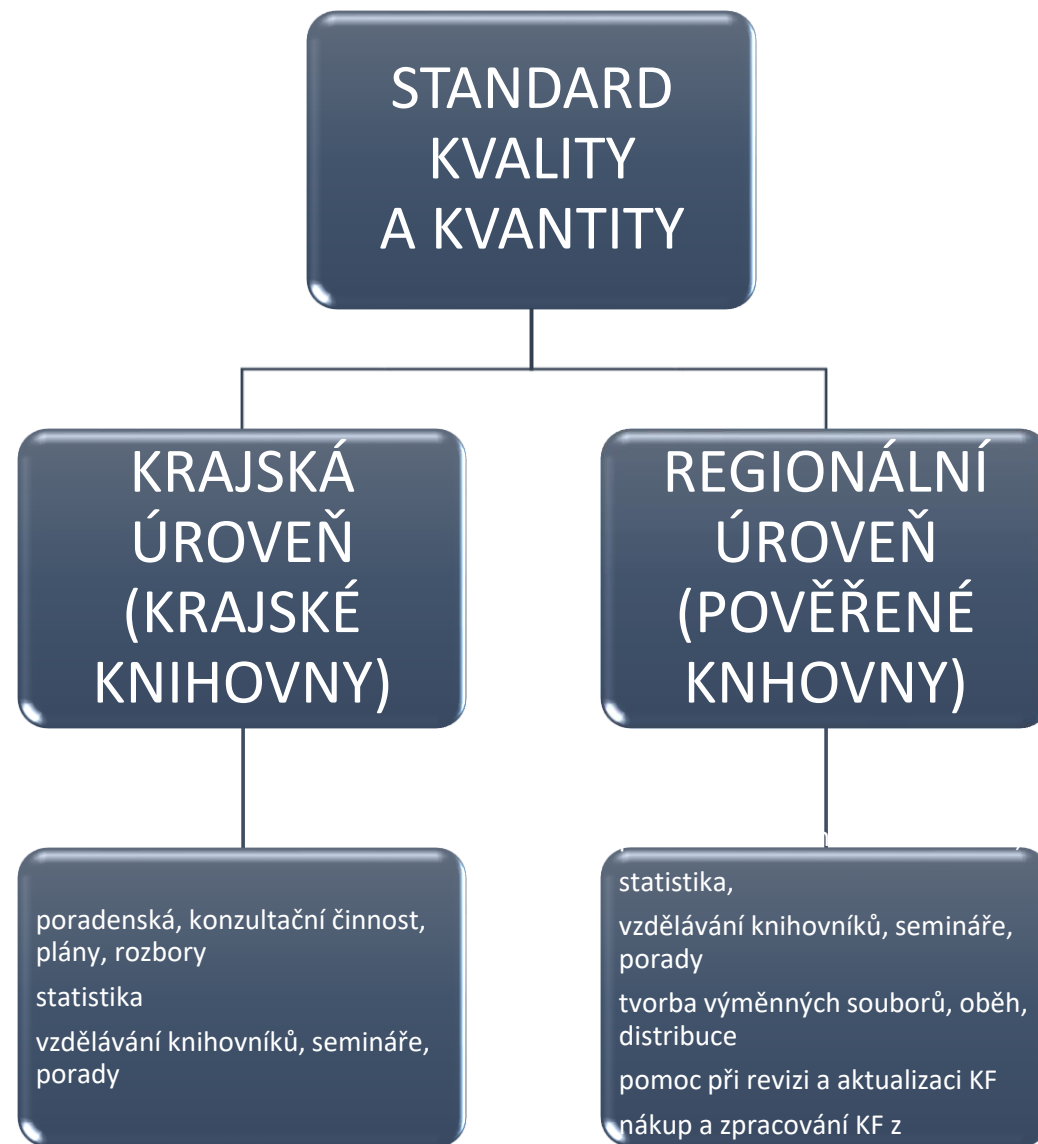 STANDARD
KVALITY
A KVANTITY
KRAJSKÁ
ÚROVEŇ
(KRAJSKÉ
KNIHOVNY)
REGIONÁLNÍ
ÚROVEŇ
(POVĚŘENÉ
KNHOVNY)
poradenská, konzultační činnost,
plány, rozbory
statistika
vzdělávání knihovníků, semináře,
porady
statistika,
vzdělávání knihovníků, semináře,
porady
tvorba výměnných souborů, oběh,
distribuce
pomoc při revizi a aktualizaci KF
nákup a zpracování KF z